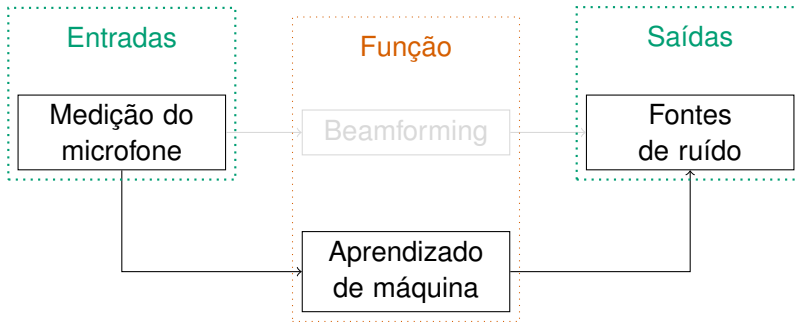 Entradas
Função
Saídas
Medição do
microfone
Beamforming
Fontes
de ruído
Aprendizado
de máquina